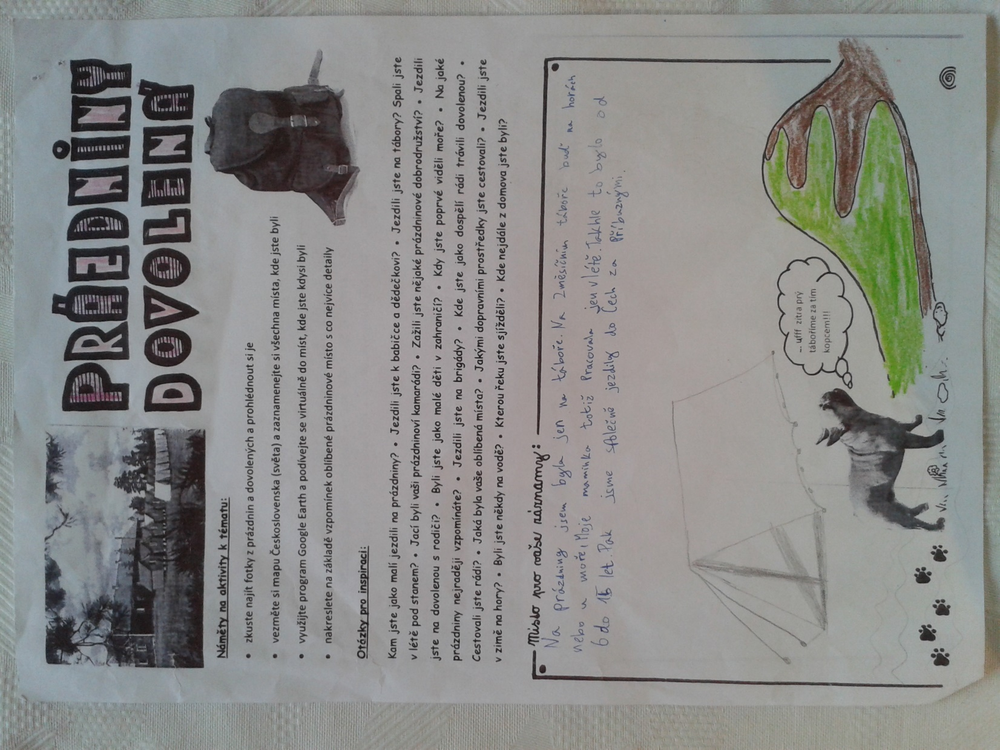 PRÁZDNINY
DOVOLENÁ
Náměty na aktivity k tématu:
• zkuste najít fotky z prázdnin a dovolených a prohlédnout si je
• vezměte si mapu Československa (světa) a zaznamenejte si všechna místa, kde jste byli
• využijte program Google Earth a podívejte se virtuálně do míst, kde jste kdysi byli
• nakreslete na základě vzpomínek oblíbené prázdninové místo s co nejvíce detaily
Otázky pro inspiraci:
Kam jste jako malí jezdili na prázdniny? • Jezdili jste k babičce a dědečkovi? • Jezdili jste na tábory? Spali jste
v létě pod stanem? • Jací byli vaši prázdninoví kamarádi? • Zažili jste nějaké prázdninové dobrodružství? • Jezdili
jste na dovolenou s rodiči? • Byli jste jako malé děti v zahraničí? • Kdy jste poprvé viděli moře? • Na jaké
prázdniny nejraději vzpomínáte? • Jezdili jste na brigády? • Kde jste jako dospělí rádi trávili dovolenou? •
Cestovali jste rádi? • Jaká byla vaše oblíbená místa? • Jakými dopravními prostředky jste cestovali? • Jezdili jste
v zimě na hory? • Byli jste někdy na vodě? • Kterou řeku jste sjížděli? • Kde nejdále z domova jste byli?
Místo pro vaše záznamy:
Na prázdniny jsem byla jen na táboře. Na 2měsíčním táboře buď na horách
nebo u moře, Moje maminka totiž Pracovala jen v létě. Takhle to bylo od
6 do 15 let. Pak jsme společně jezdily do Čech za příbuznými.
... ufff zítra prý
táboříme za tím
kopcem!!!